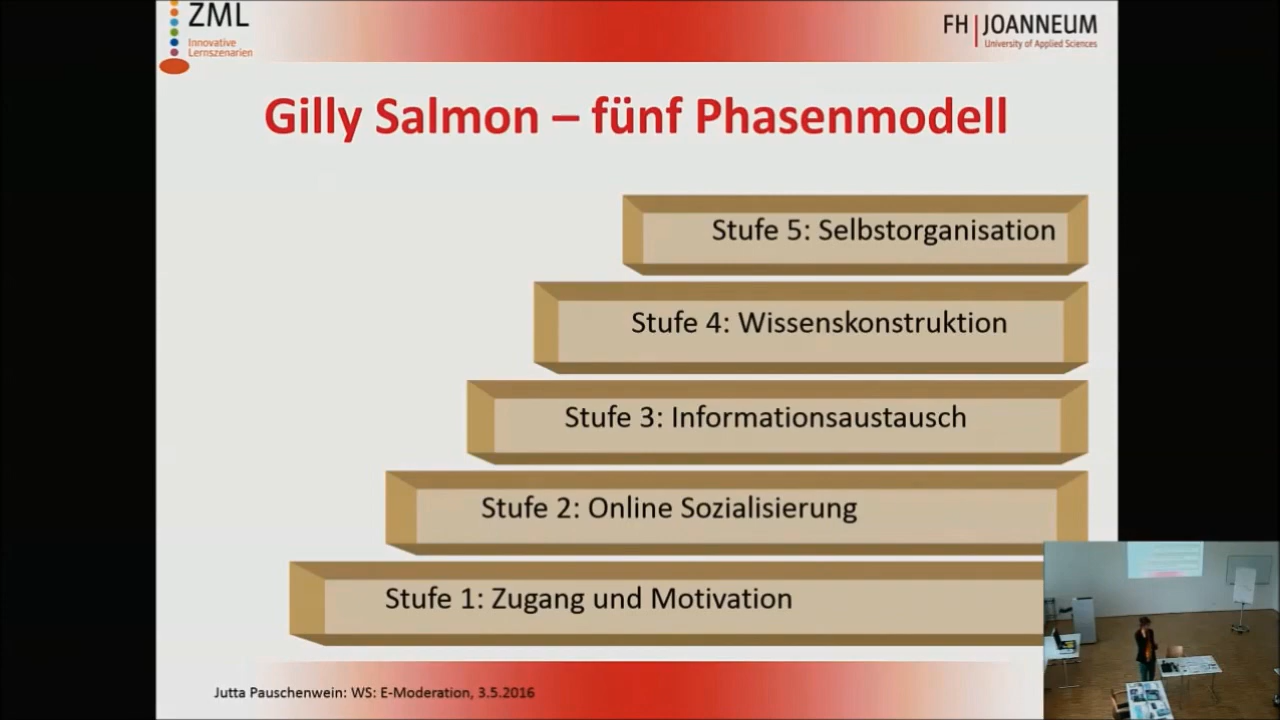 ZML
Innovative
Lernszenarien
FH | JOANNEUM
University of Applied Sciences
Gilly Salmon – fünf Phasenmodell
Stufe 5: Selbstorganisation
Stufe 4: Wissenskonstruktion
Stufe 3: Informationsaustausch
Stufe 2: Online Sozialisierung
Stufe 1: Zugang und Motivation
Jutta Pauschenwein: WS: E-Moderation, 3.5.2016